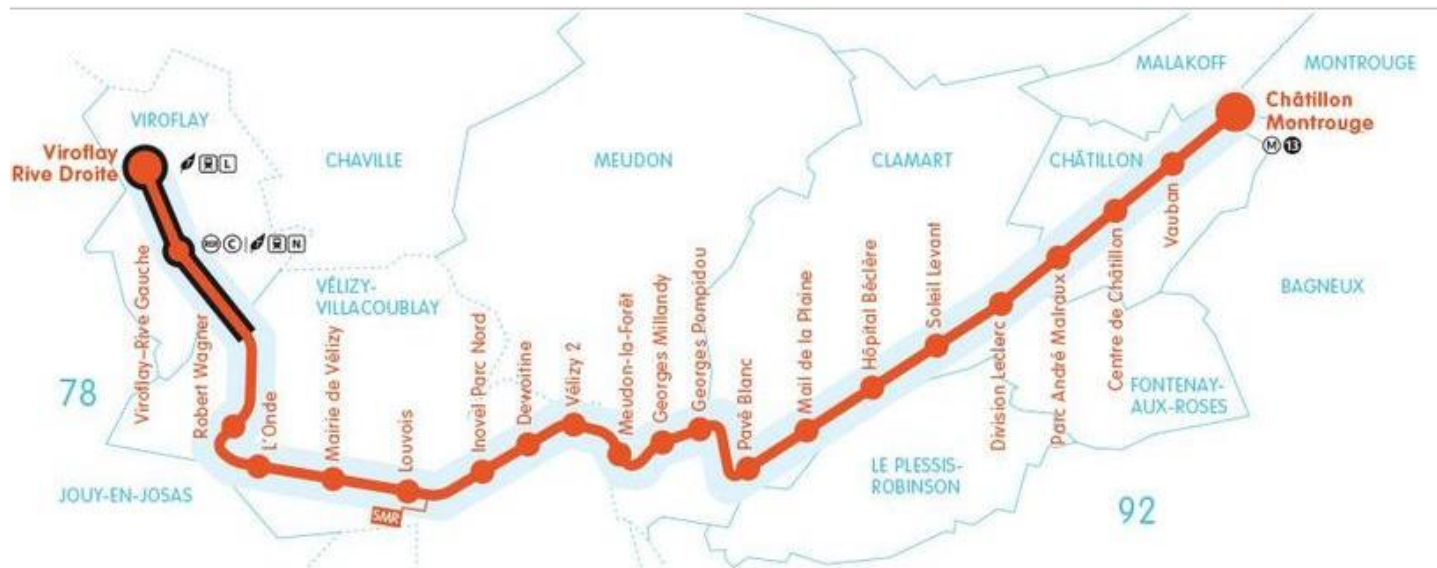 MALAKOFF
MONTROUGE
Châtillon
Montrouge
M 13
VIROFLAY
Viroflay
Rive Droite
L
CHAVILLE
MEUDON
CLAMART
CHÂTILLON
RER C
N
Viroflay–Rive Gauche
Robert Wagner
L'Onde
VÉLIZY-
VILLACOUBLAY
Mairie de Vélizy
Louvois
Inovel Parc Nord
Dewoitine
Vélizy 2
Meudon-la-Forêt
Georges Millandy
Georges Pompidou
Pavé Blanc
Mail de la Plaine
Hôpital Béclère
Soleil Levant
Division Leclerc
Parc André Malraux
Centre de Châtillon
Vauban
BAGNEUX
78
FONTENAY-
AUX-ROSES
JOUY-EN-JOSAS
SMR
LE PLESSIS-
ROBINSON
92